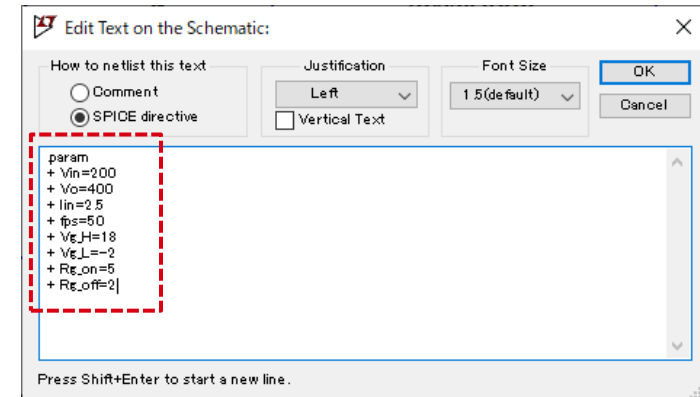 Edit Text on the Schematic:
How to netlist this text
Comment
SPICE directive
Justification
Left
Vertical Text
Font Size
1.5(default)
OK
Cancel
.param
+ Vin=200
+ Vo=400
+ Iin=2.5
+ fps=50
+ Vg_H=18
+ Vg_L=-2
+ Rg_on=5
+ Rg_off=2
Press Shift+Enter to start a new line.